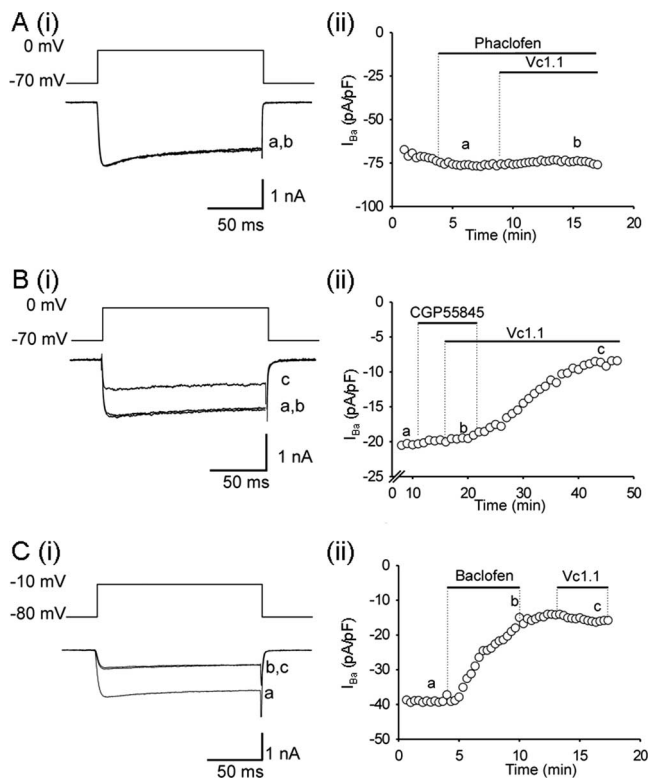 A (i)
0 mV
-70 mV
a,b
1 nA
50 ms
(ii)
0
-25
-50
-75
-100
I_Ba (pA/pF)
Phaclofen
Vc1.1
a
b
0 5 10 15 20
Time (min)
B (i)
0 mV
-70 mV
c
a,b
1 nA
50 ms
(ii)
0
-5
-10
-15
-20
-25
I_Ba (pA/pF)
CGP55845
Vc1.1
a
b
c
10 20 30 40 50
Time (min)
C (i)
-10 mV
-80 mV
b,c
a
1 nA
50 ms
(ii)
0
-10
-20
-30
-40
-50
I_Ba (pA/pF)
Baclofen
Vc1.1
a
b
c
0 5 10 15 20
Time (min)